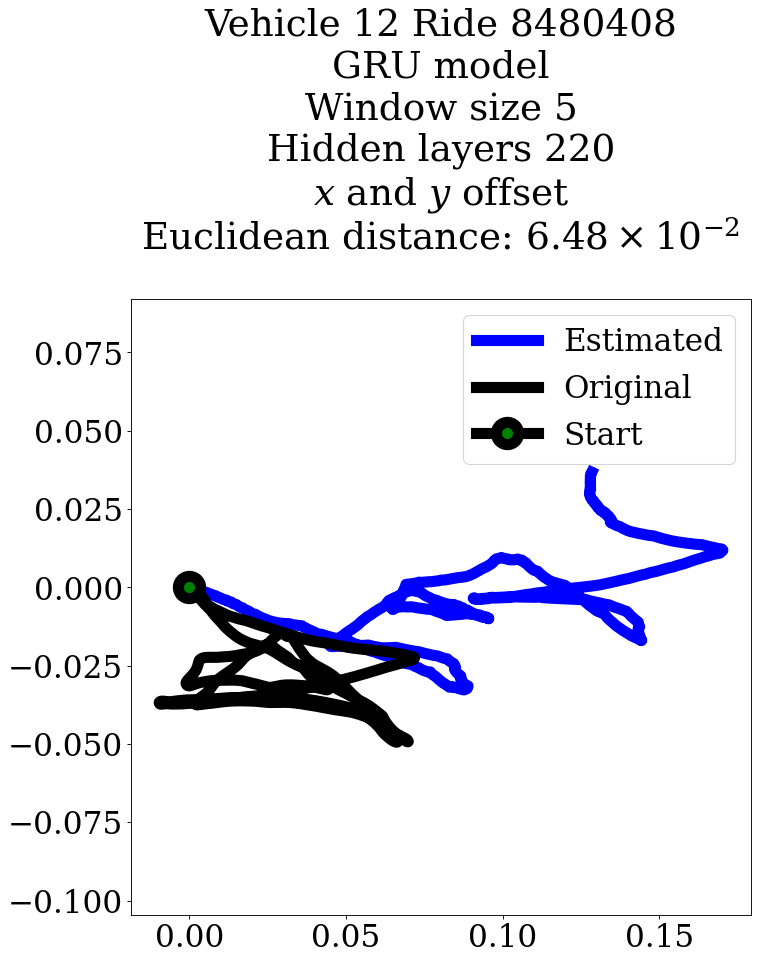 Vehicle 12 Ride 8480408
GRU model
Window size 5
Hidden layers 220
x and y offset
Euclidean distance: 6.48 × 10⁻²
Estimated
Original
Start
0.075
0.050
0.025
0.000
−0.025
−0.050
−0.075
−0.100
0.00 0.05 0.10 0.15